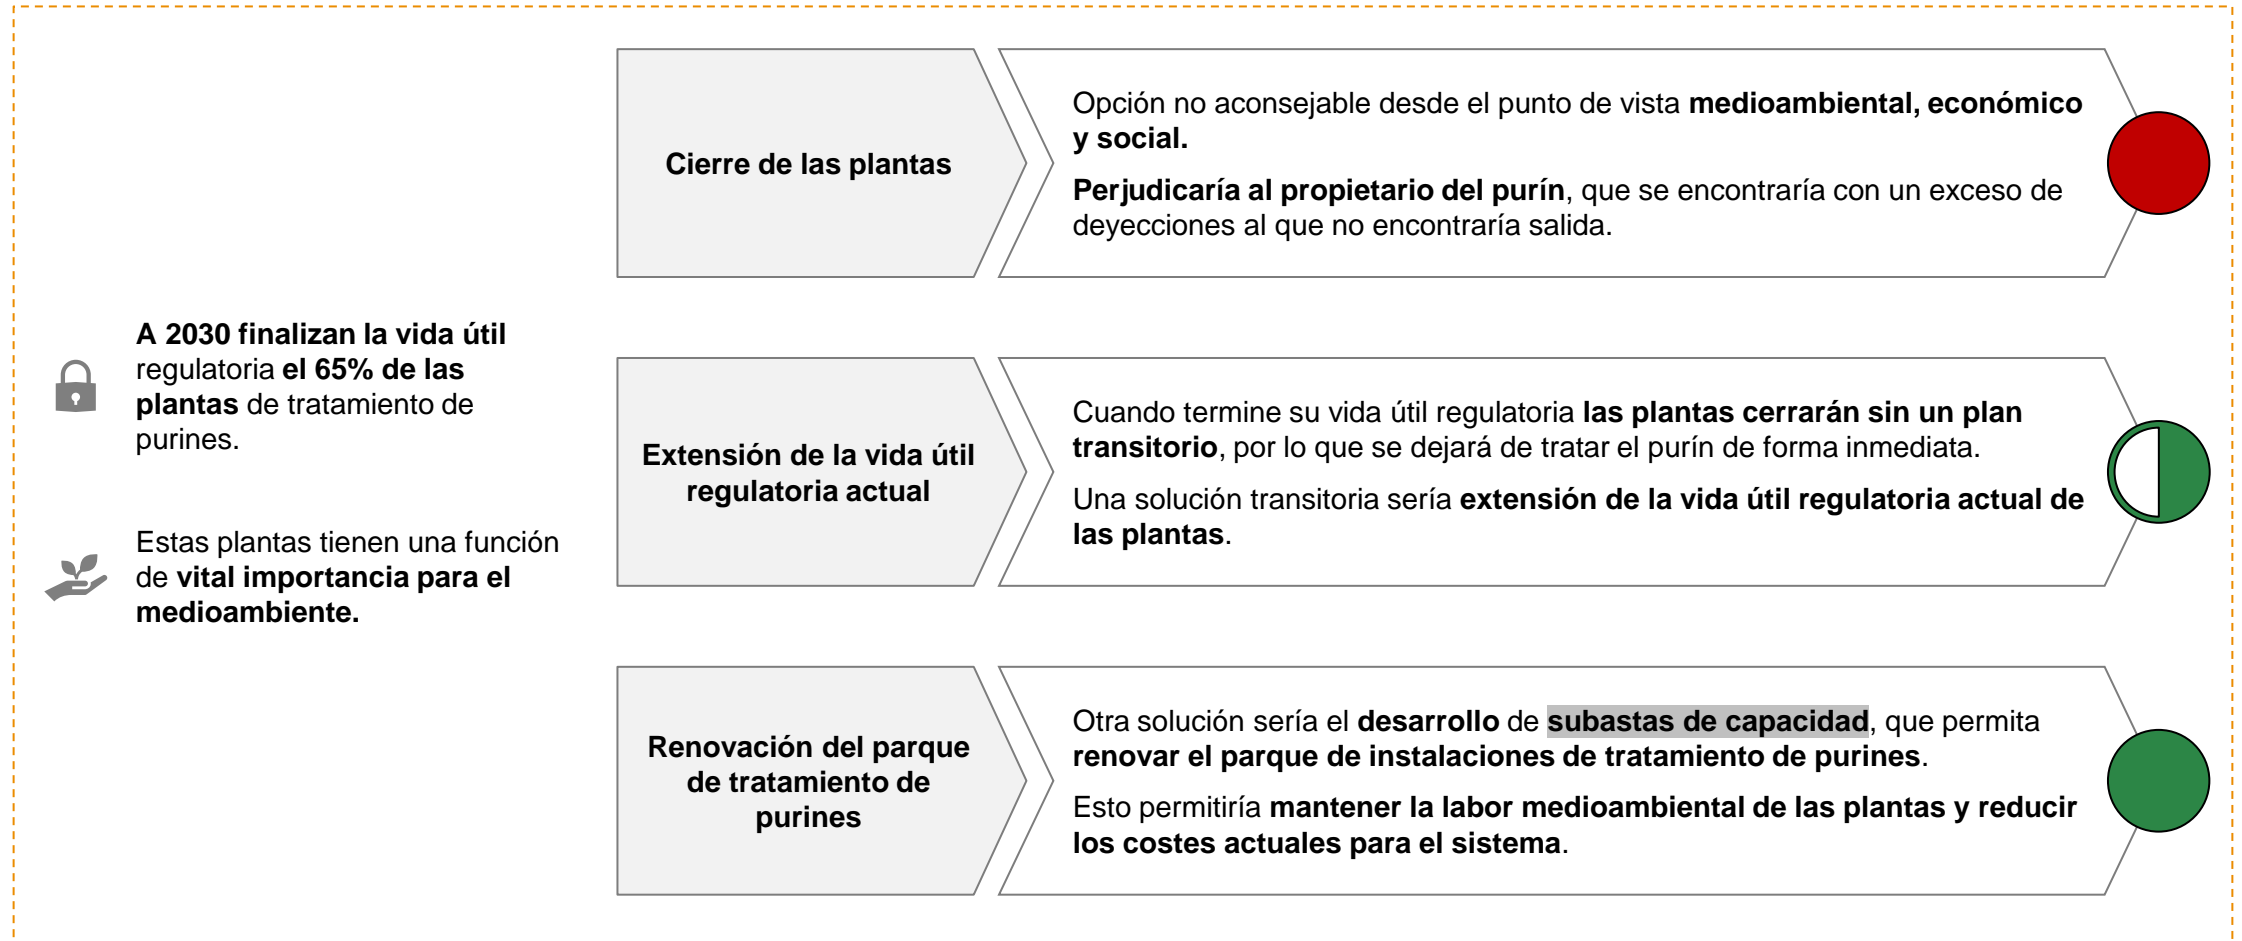 A 2030 finalizan la vida útil
regulatoria el 65% de las
plantas de tratamiento de
purines.
Estas plantas tienen una función
de vital importancia para el
medioambiente.
Cierre de las plantas
Opción no aconsejable desde el punto de vista medioambiental, económico
y social.
Perjudicaría al propietario del purín, que se encontraría con un exceso de
deyecciones al que no encontraría salida.
Extensión de la vida útil
regulatoria actual
Cuando termine su vida útil regulatoria las plantas cerrarán sin un plan
transitorio, por lo que se dejará de tratar el purín de forma inmediata.
Una solución transitoria sería extensión de la vida útil regulatoria actual de
las plantas.
Renovación del parque
de tratamiento de
purines
Otra solución sería el desarrollo de subastas de capacidad, que permita
renovar el parque de instalaciones de tratamiento de purines.
Esto permitiría mantener la labor medioambiental de las plantas y reducir
los costes actuales para el sistema.